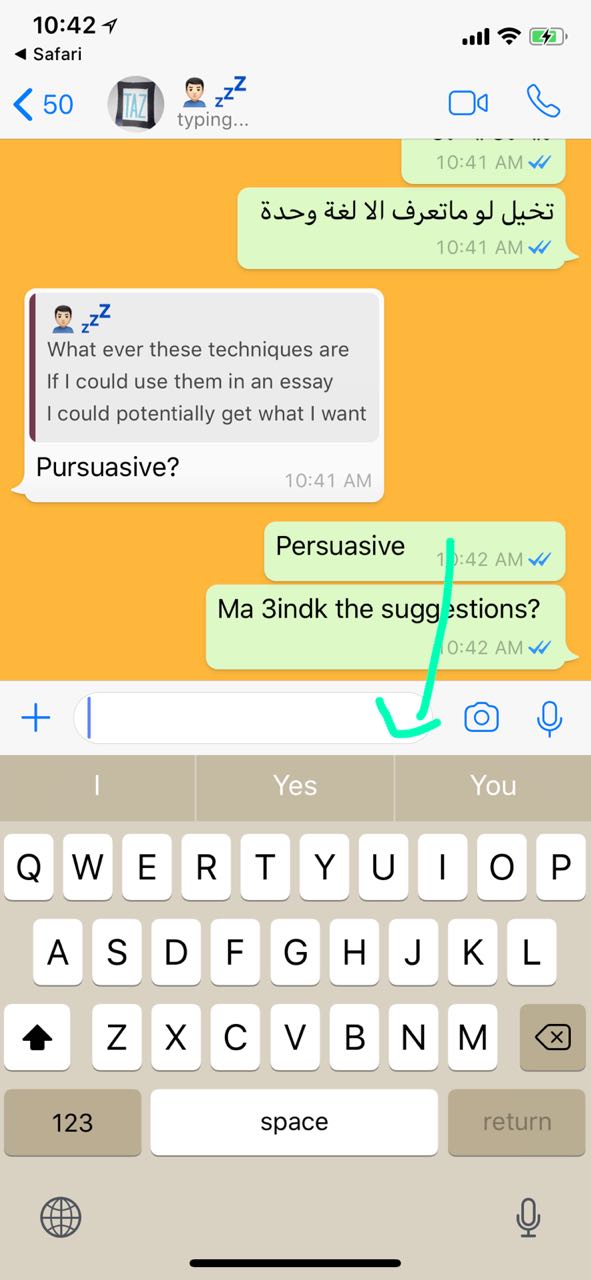 10:42
Safari
50
TAZ
zzZ
typing...
10:41 AM
تخيل لو ماتعرف الا لغة وحدة
10:41 AM
zzZ
What ever these techniques are
If I could use them in an essay
I could potentially get what I want
Pursuasive?
10:41 AM
Persuasive
10:42 AM
Ma 3indk the suggestions?
10:42 AM
I Yes You
Q W E R T Y U I O P
A S D F G H J K L
Z X C V B N M
123 space return